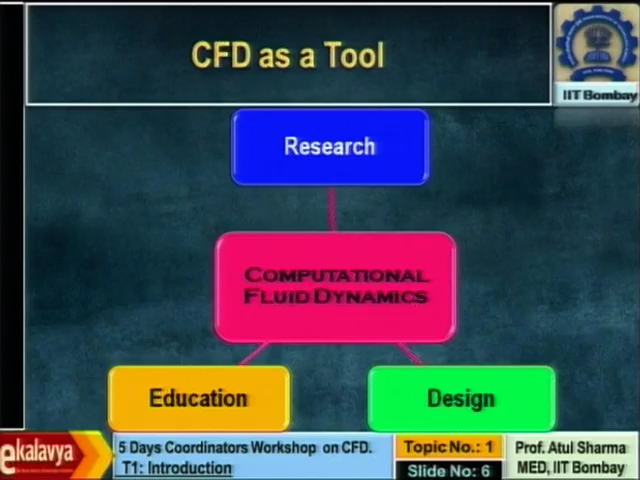 CFD as a Tool
IIT Bombay
Research
COMPUTATIONAL
FLUID DYNAMICS
Education
Design
ekalavya
5 Days Coordinators Workshop on CFD.
T1: Introduction
Topic No.: 1
Slide No: 6
Prof. Atul Sharma
MED, IIT Bombay